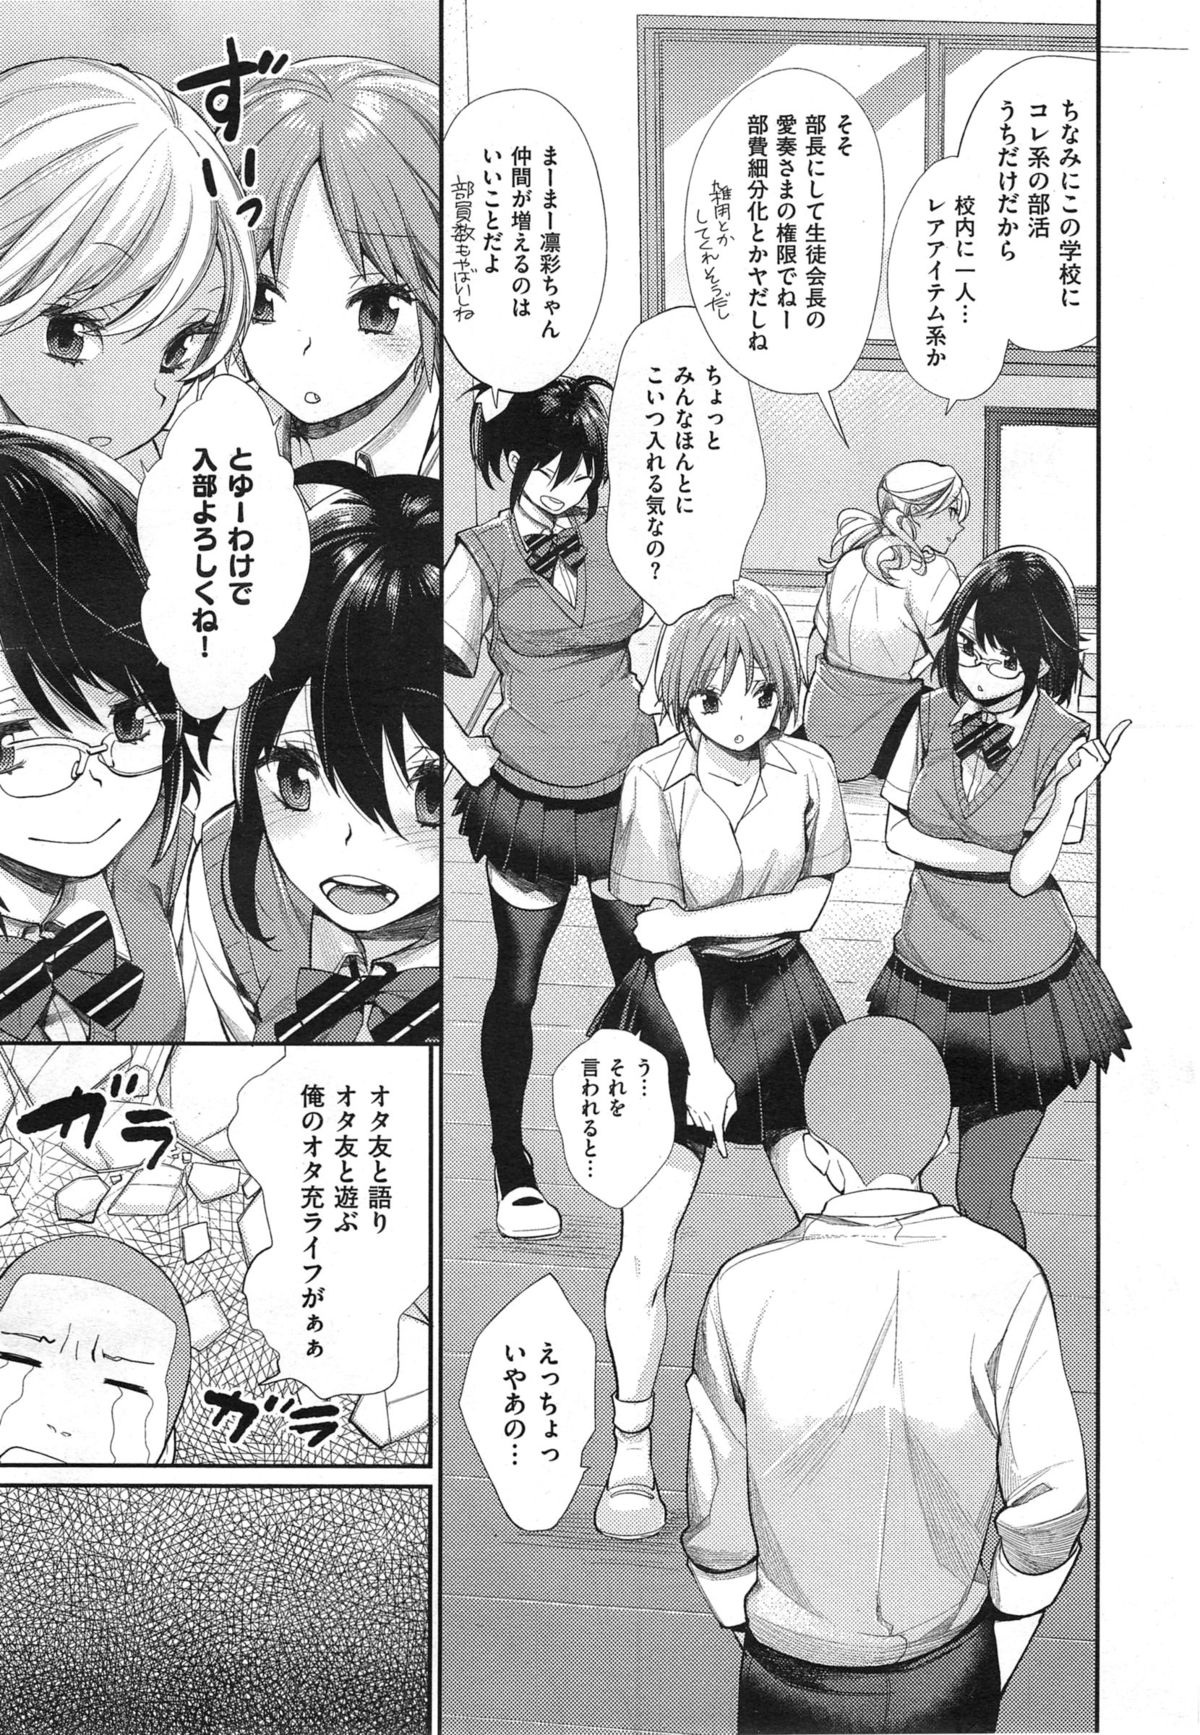 ちなみにこの学校に
コレ系の部活
うちだけだから
校内に一人…
レアアイテム系か
そそ
部長にして生徒会長の
愛奏さまの権限でねー
部費細分化とかヤだしね
雑用とか
してくれそうだし
ちょっと
みんなほんとに
こいつ入れる気なの?
まーまー凛彩ちゃん
仲間が増えるのは
いいことだよ
部員数もやばいしね
う…
それを
言われると…
えっちょっ
いやあの…
ずいっ
とゆーわけで
入部よろしくね!
オタ友と語り
オタ友と遊ぶ
俺のオタ充ライフがぁぁ
ガラ
ガラ